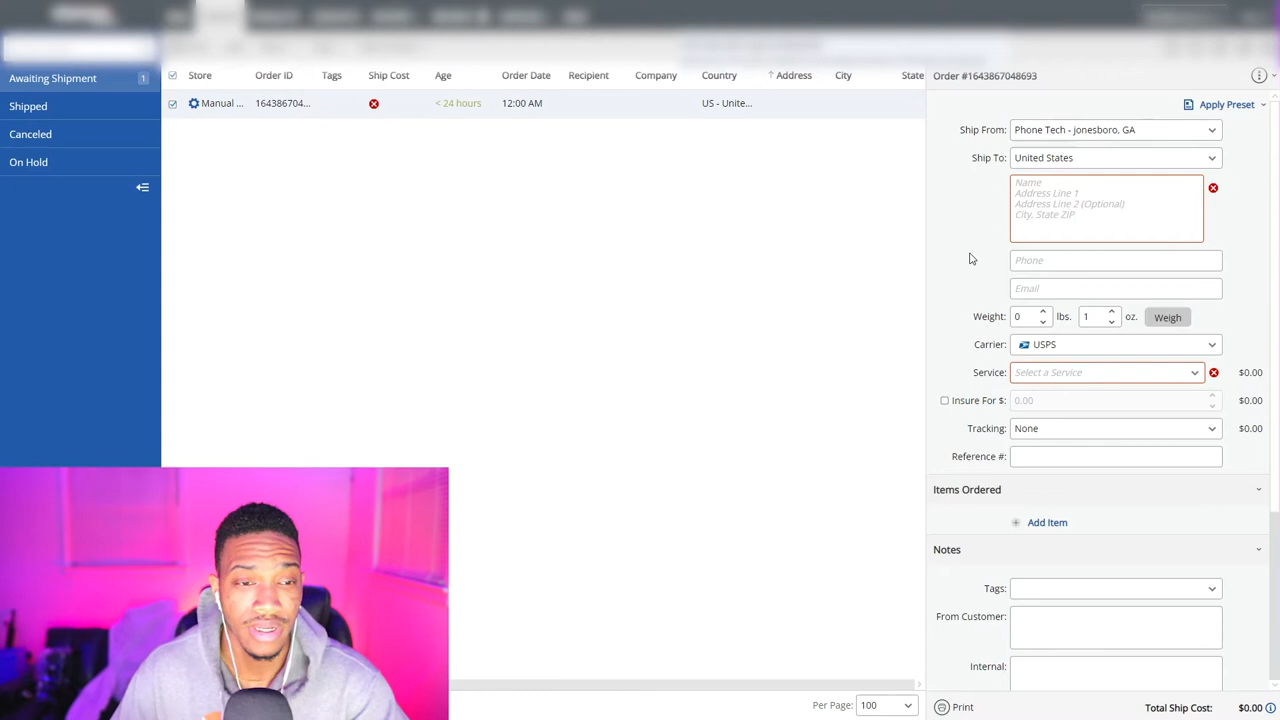 Awaiting Shipment 1
Shipped
Canceled
On Hold
Store Order ID Tags Ship Cost Age Order Date Recipient Company Country Address City State
Manual ... 164386704... < 24 hours 12:00 AM US - Unite...
Per Page: 100
Order #1643867048693
Apply Preset
Ship From: Phone Tech - jonesboro, GA
Ship To: United States
Name
Address Line 1
Address Line 2 (Optional)
City, State ZIP
Phone
Email
Weight: 0 lbs. 1 oz. Weigh
Carrier: USPS
Service: Select a Service $0.00
Insure For $: 0.00 $0.00
Tracking: None $0.00
Reference #:
Items Ordered
Add Item
Notes
Tags:
From Customer:
Internal:
Print Total Ship Cost: $0.00